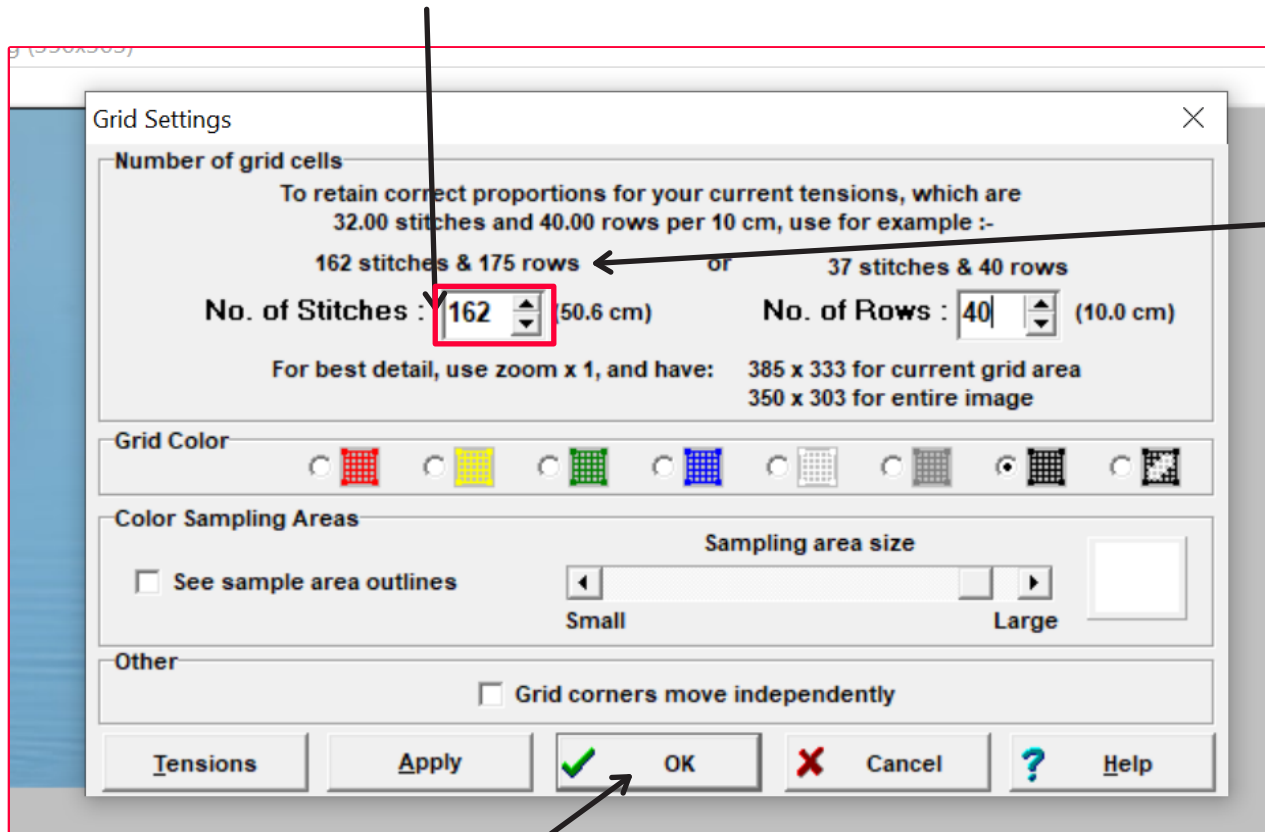 Grid Settings
Number of grid cells
To retain correct proportions for your current tensions, which are
32.00 stitches and 40.00 rows per 10 cm, use for example :-
162 stitches & 175 rows or 37 stitches & 40 rows
No. of Stitches : 162 (50.6 cm) No. of Rows : 40 (10.0 cm)
For best detail, use zoom x 1, and have: 385 x 333 for current grid area
350 x 303 for entire image
Grid Color
Color Sampling Areas
Sampling area size
See sample area outlines
Small Large
Other
Grid corners move independently
Tensions Apply OK Cancel ? Help